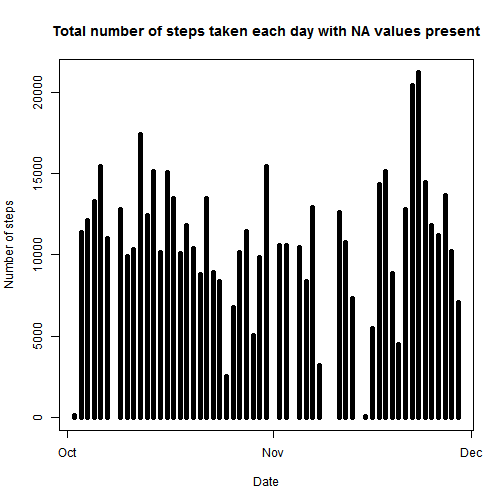 Total number of steps taken each day with NA values present
Number of steps
20000
15000
10000
5000
0
Oct
Nov
Dec
Date